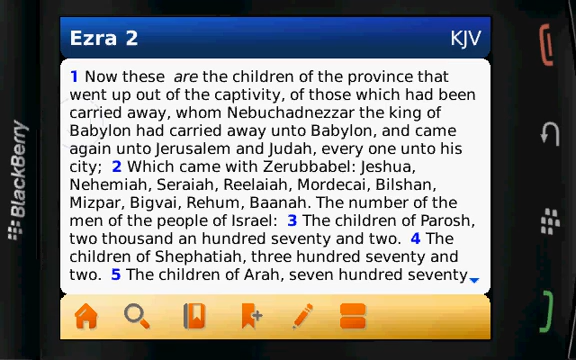 Ezra 2
KJV
1 Now these are the children of the province that
went up out of the captivity, of those which had been
carried away, whom Nebuchadnezzar the king of
Babylon had carried away unto Babylon, and came
again unto Jerusalem and Judah, every one unto his
city; 2 Which came with Zerubbabel: Jeshua,
Nehemiah, Seraiah, Reelaiah, Mordecai, Bilshan,
Mizpar, Bigvai, Rehum, Baanah. The number of the
men of the people of Israel: 3 The children of Parosh,
two thousand an hundred seventy and two. 4 The
children of Shephatiah, three hundred seventy and
two. 5 The children of Arah, seven hundred seventy
BlackBerry